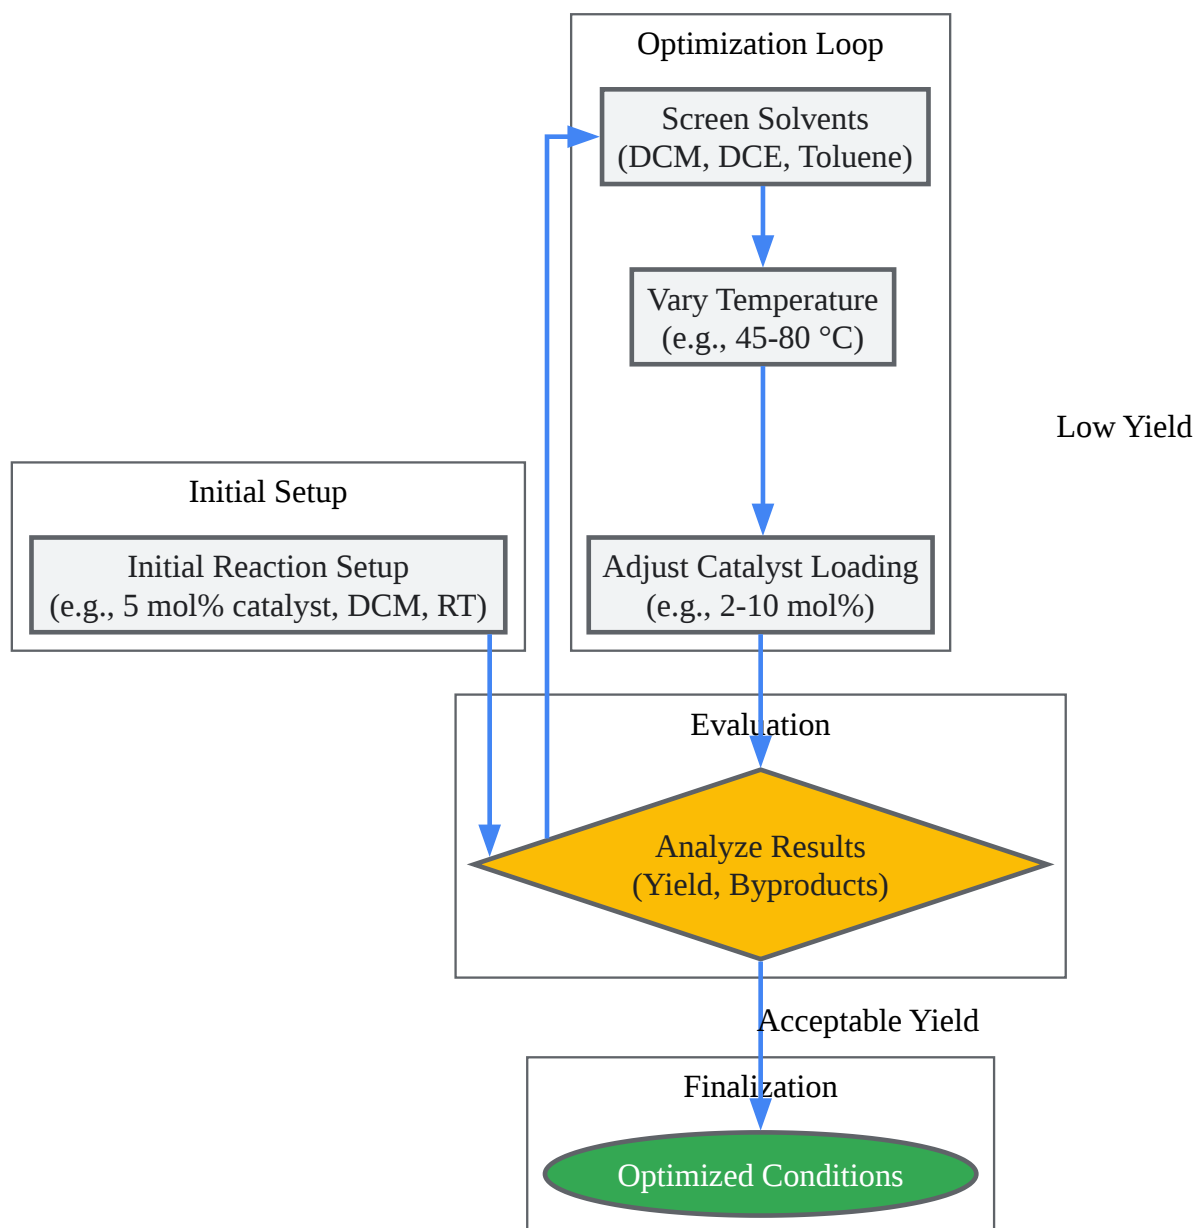 Optimization Loop
Screen Solvents
(DCM, DCE, Toluene)
Vary Temperature
(e.g., 45-80 °C)
Low Yield
Initial Setup
Initial Reaction Setup
(e.g., 5 mol% catalyst, DCM, RT)
Adjust Catalyst Loading
(e.g., 2-10 mol%)
Evaluation
Analyze Results
(Yield, Byproducts)
Acceptable Yield
Finalization
Optimized Conditions